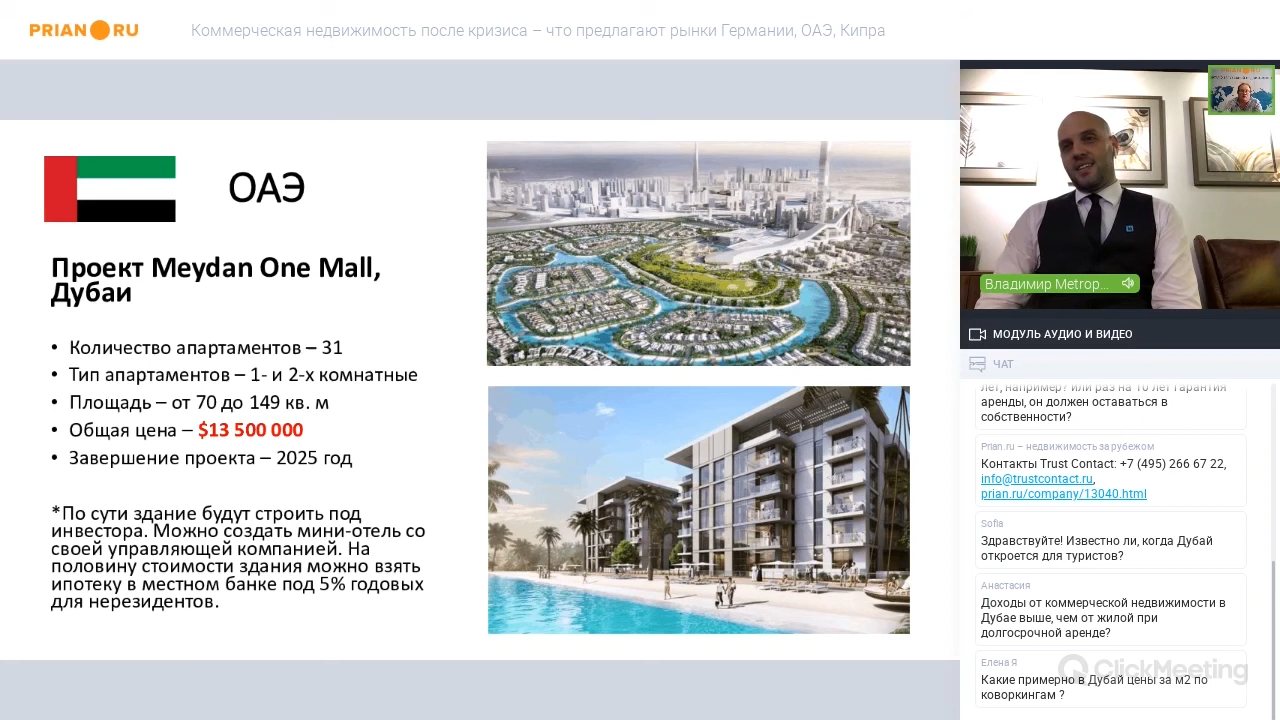 PRIAN RU
Коммерческая недвижимость после кризиса – что предлагают рынки Германии, ОАЭ, Кипра
ОАЭ
Проект Meydan One Mall,
Дубаи
• Количество апартаментов – 31
• Тип апартаментов – 1- и 2-х комнатные
• Площадь – от 70 до 149 кв. м
• Общая цена – $13 500 000
• Завершение проекта – 2025 год
*По сути здание будут строить под
инвестора. Можно создать мини-отель со
своей управляющей компанией. На
половину стоимости здания можно взять
ипотеку в местном банке под 5% годовых
для нерезидентов.
PRIAN RU
Владимир Metrop...
МОДУЛЬ АУДИО И ВИДЕО
ЧАТ
лет, например? или раз на 10 лет гарантия
аренды, он должен оставаться в
собственности?
Prian.ru – недвижимость за рубежом
Контакты Trust Contact: +7 (495) 266 67 22,
info@trustcontact.ru,
prian.ru/company/13040.html
Sofia
Здравствуйте! Известно ли, когда Дубай
откроется для туристов?
Анастасия
Доходы от коммерческой недвижимости в
Дубае выше, чем от жилой при
долгосрочной аренде?
Елена Я
Какие примерно в Дубай цены за м2 по
коворкингам ?
ClickMeeting